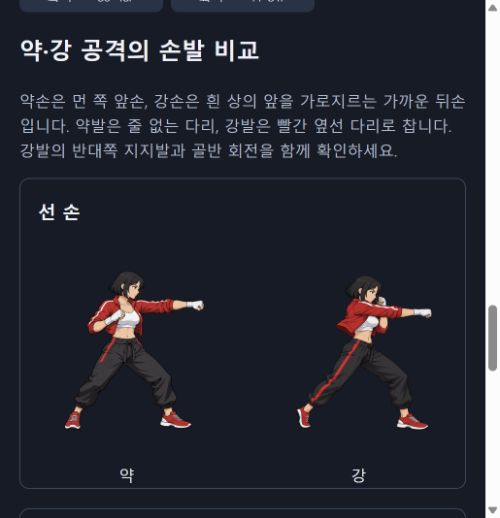 약·강 공격의 손발 비교
약손은 먼 쪽 앞손, 강손은 흰 상의 앞을 가로지르는 가까운 뒤손
입니다. 약발은 줄 없는 다리, 강발은 빨간 옆선 다리로 찹니다.
강발의 반대쪽 지지발과 골반 회전을 함께 확인하세요.
선 손
약
강